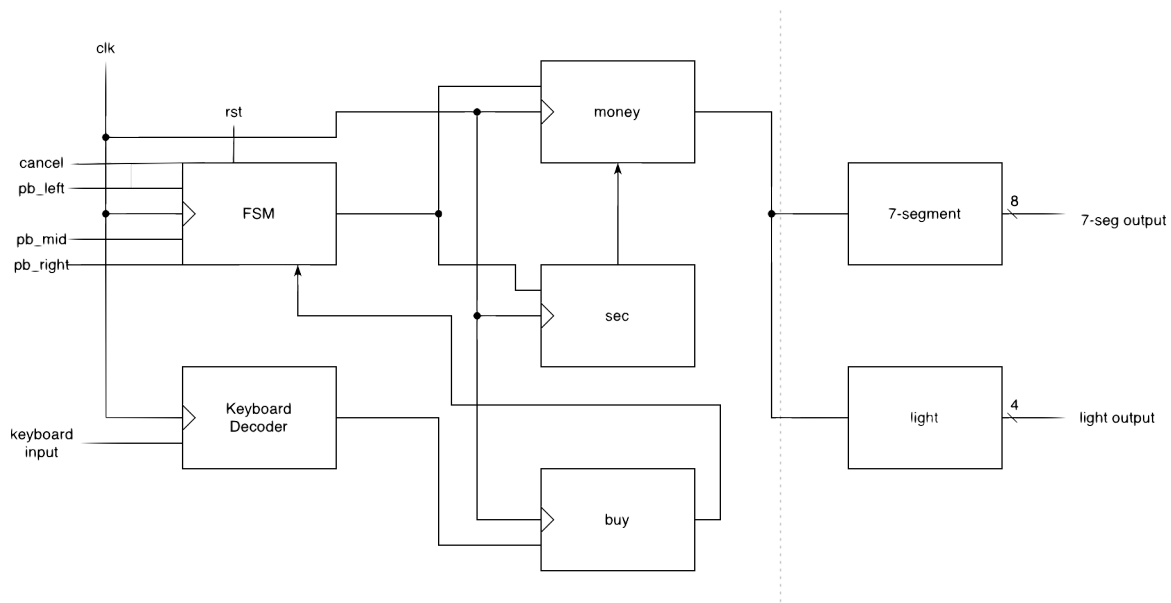 clk
rst
money
cancel
pb_left
FSM
7-segment
8
7-seg output
pb_mid
pb_right
sec
Keyboard
Decoder
light
4
light output
keyboard
input
buy